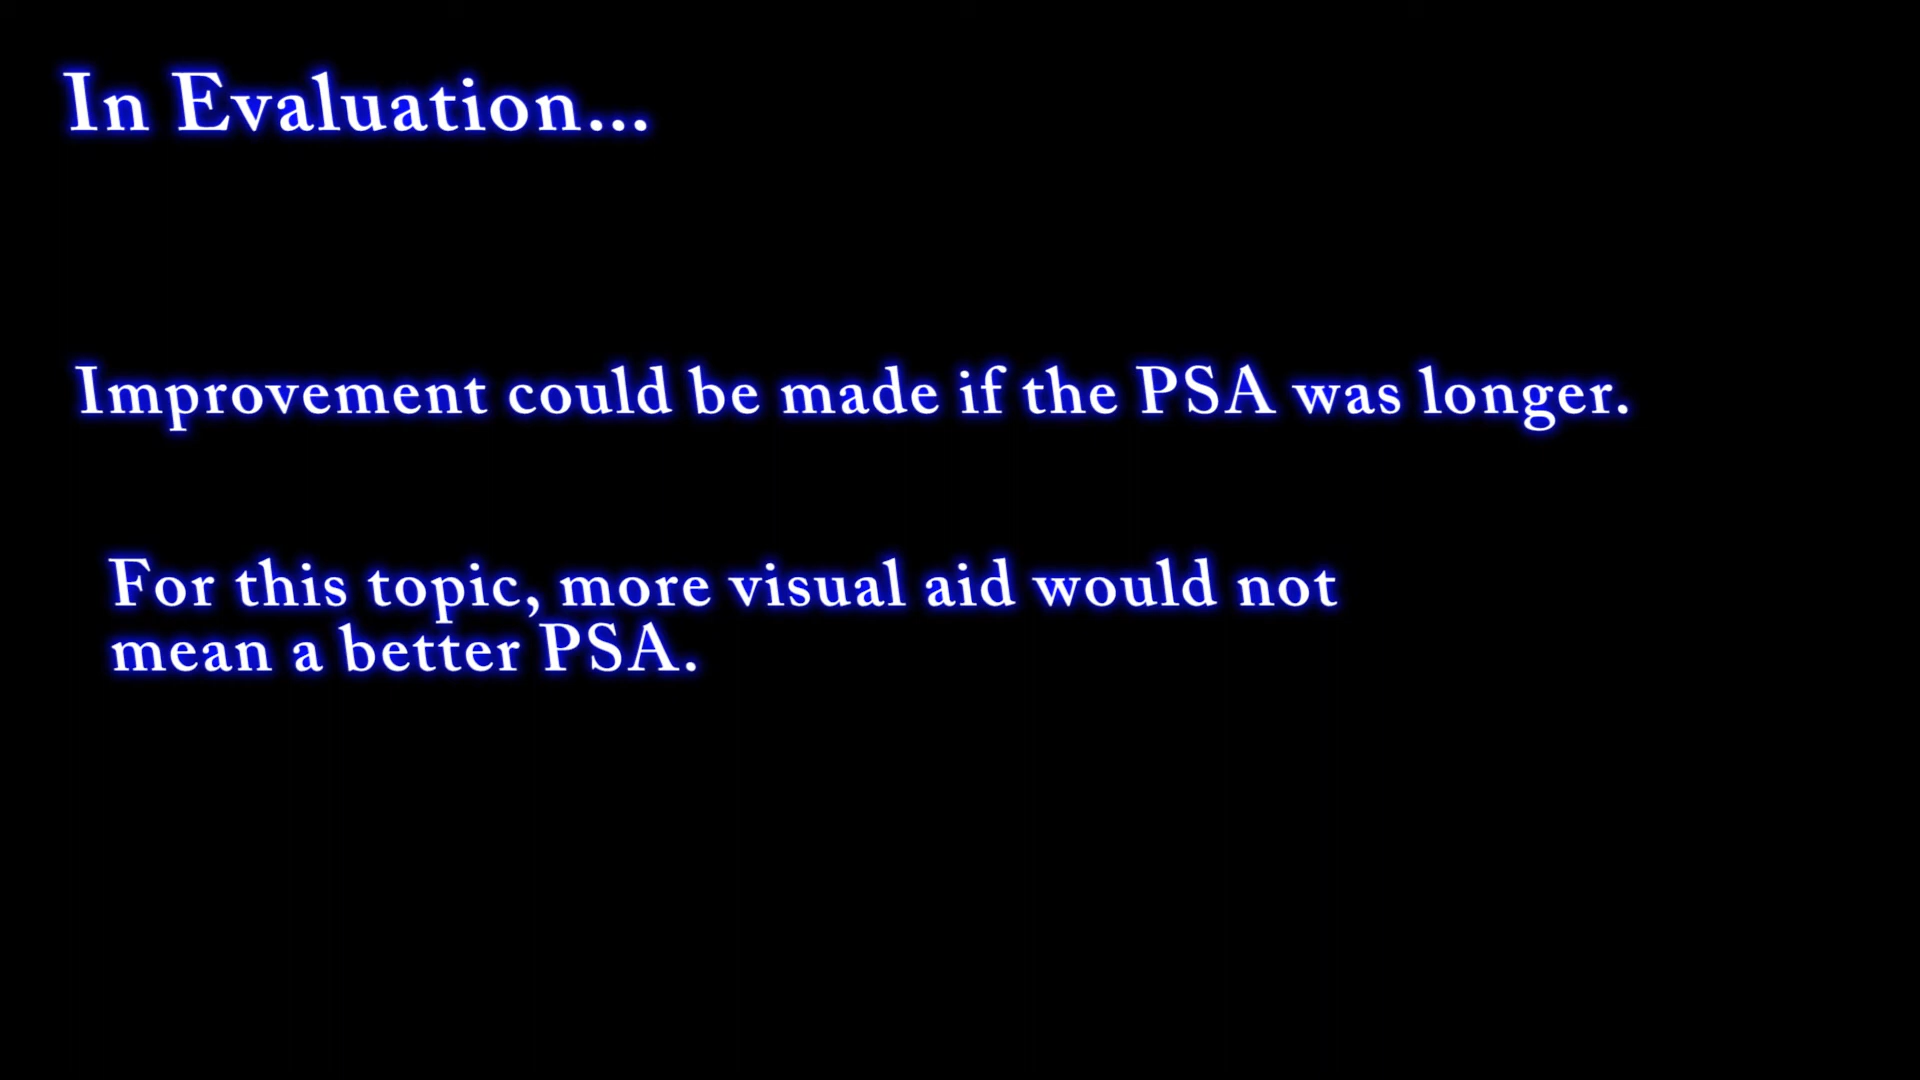 In Evaluation...
Improvement could be made if the PSA was longer.
For this topic, more visual aid would not
mean a better PSA.